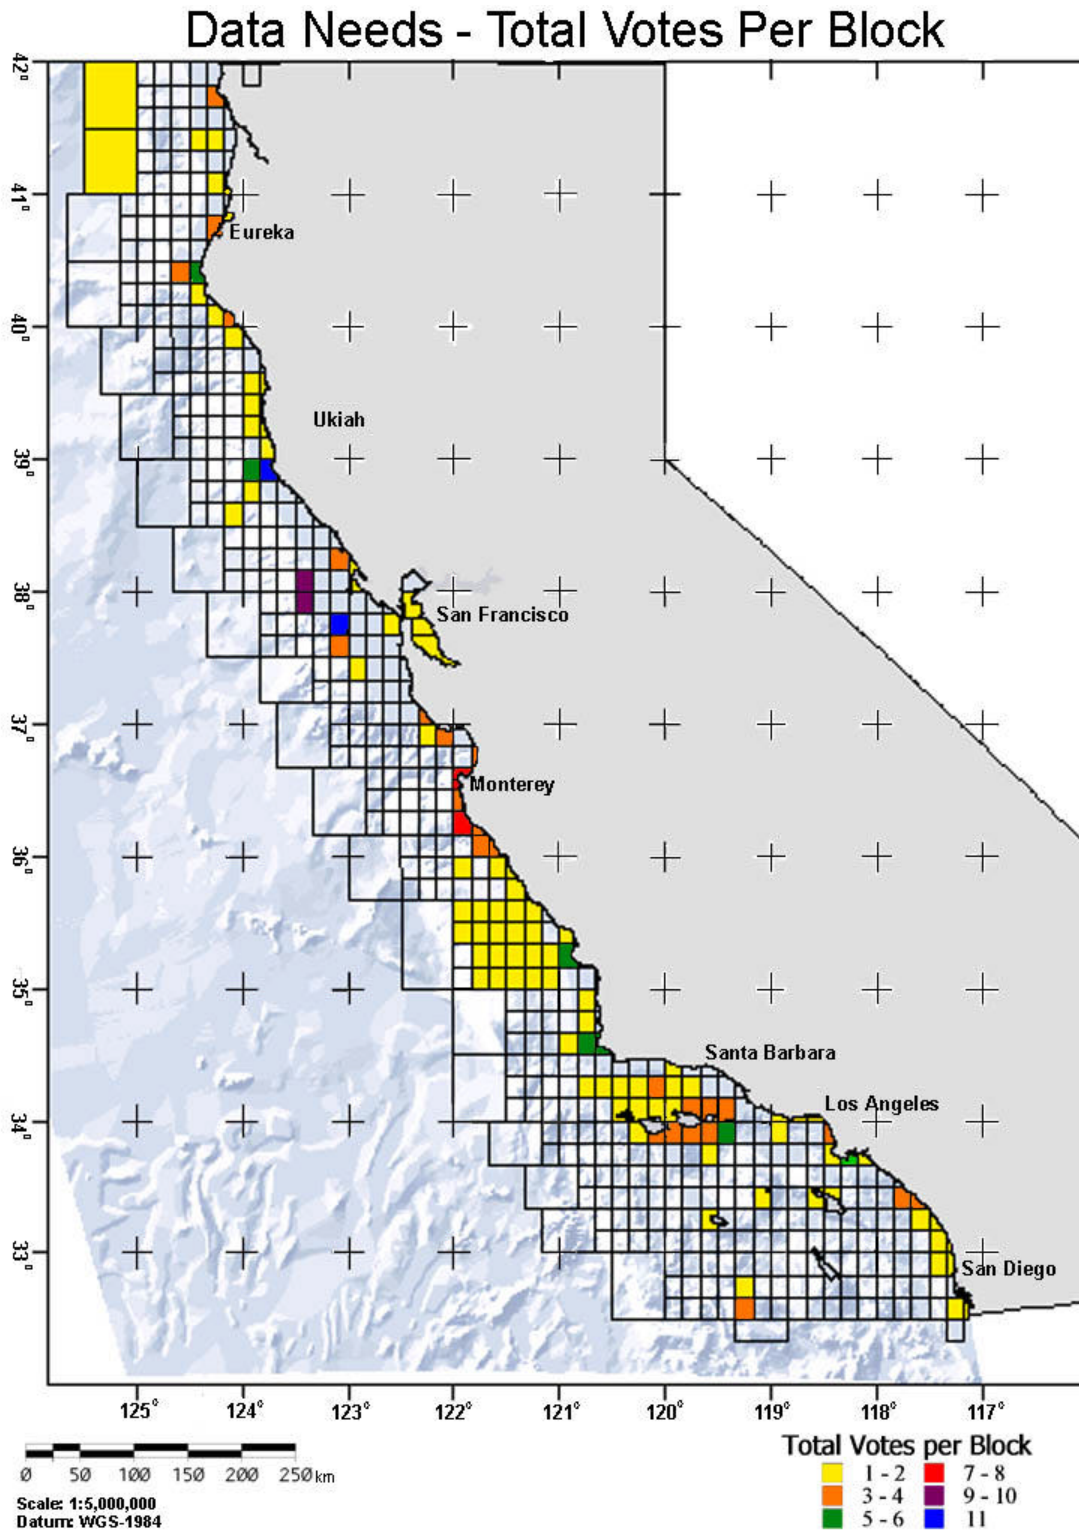 Data Needs - Total Votes Per Block
42°
41°
40°
39°
38°
37°
36°
35°
34°
33°
Eureka
Ukiah
San Francisco
Monterey
Santa Barbara
Los Angeles
San Diego
125° 124° 123° 122° 121° 120° 119° 118° 117°
0 50 100 150 200 250 km
Scale: 1:5,000,000
Datum: WGS-1984
Total Votes per Block
1 - 2 7 - 8
3 - 4 9 - 10
5 - 6 11